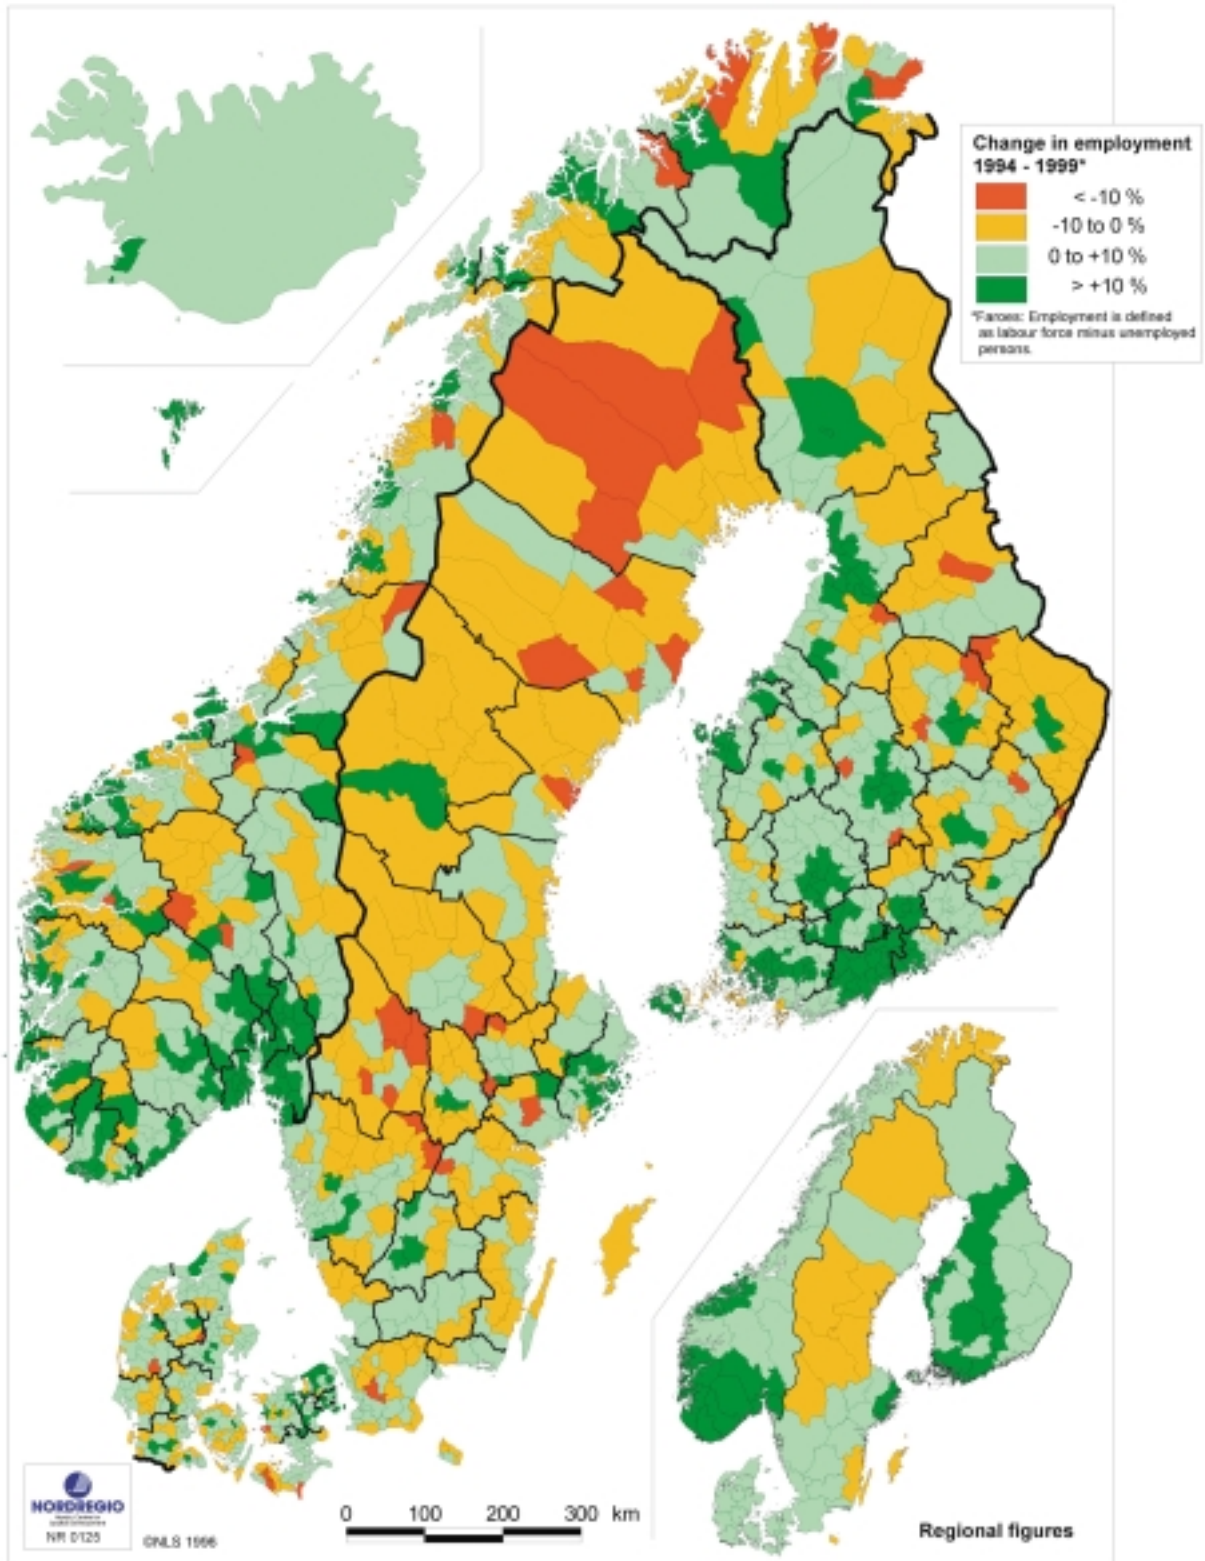 Change in employment
1994 - 1999*
< -10 %
-10 to 0 %
0 to +10 %
> +10 %
*Faroes: Employment is defined
as labour force minus unemployed
persons.
NORDREGIO
NR 0125
©NLS 1996
0 100 200 300 km
Regional figures